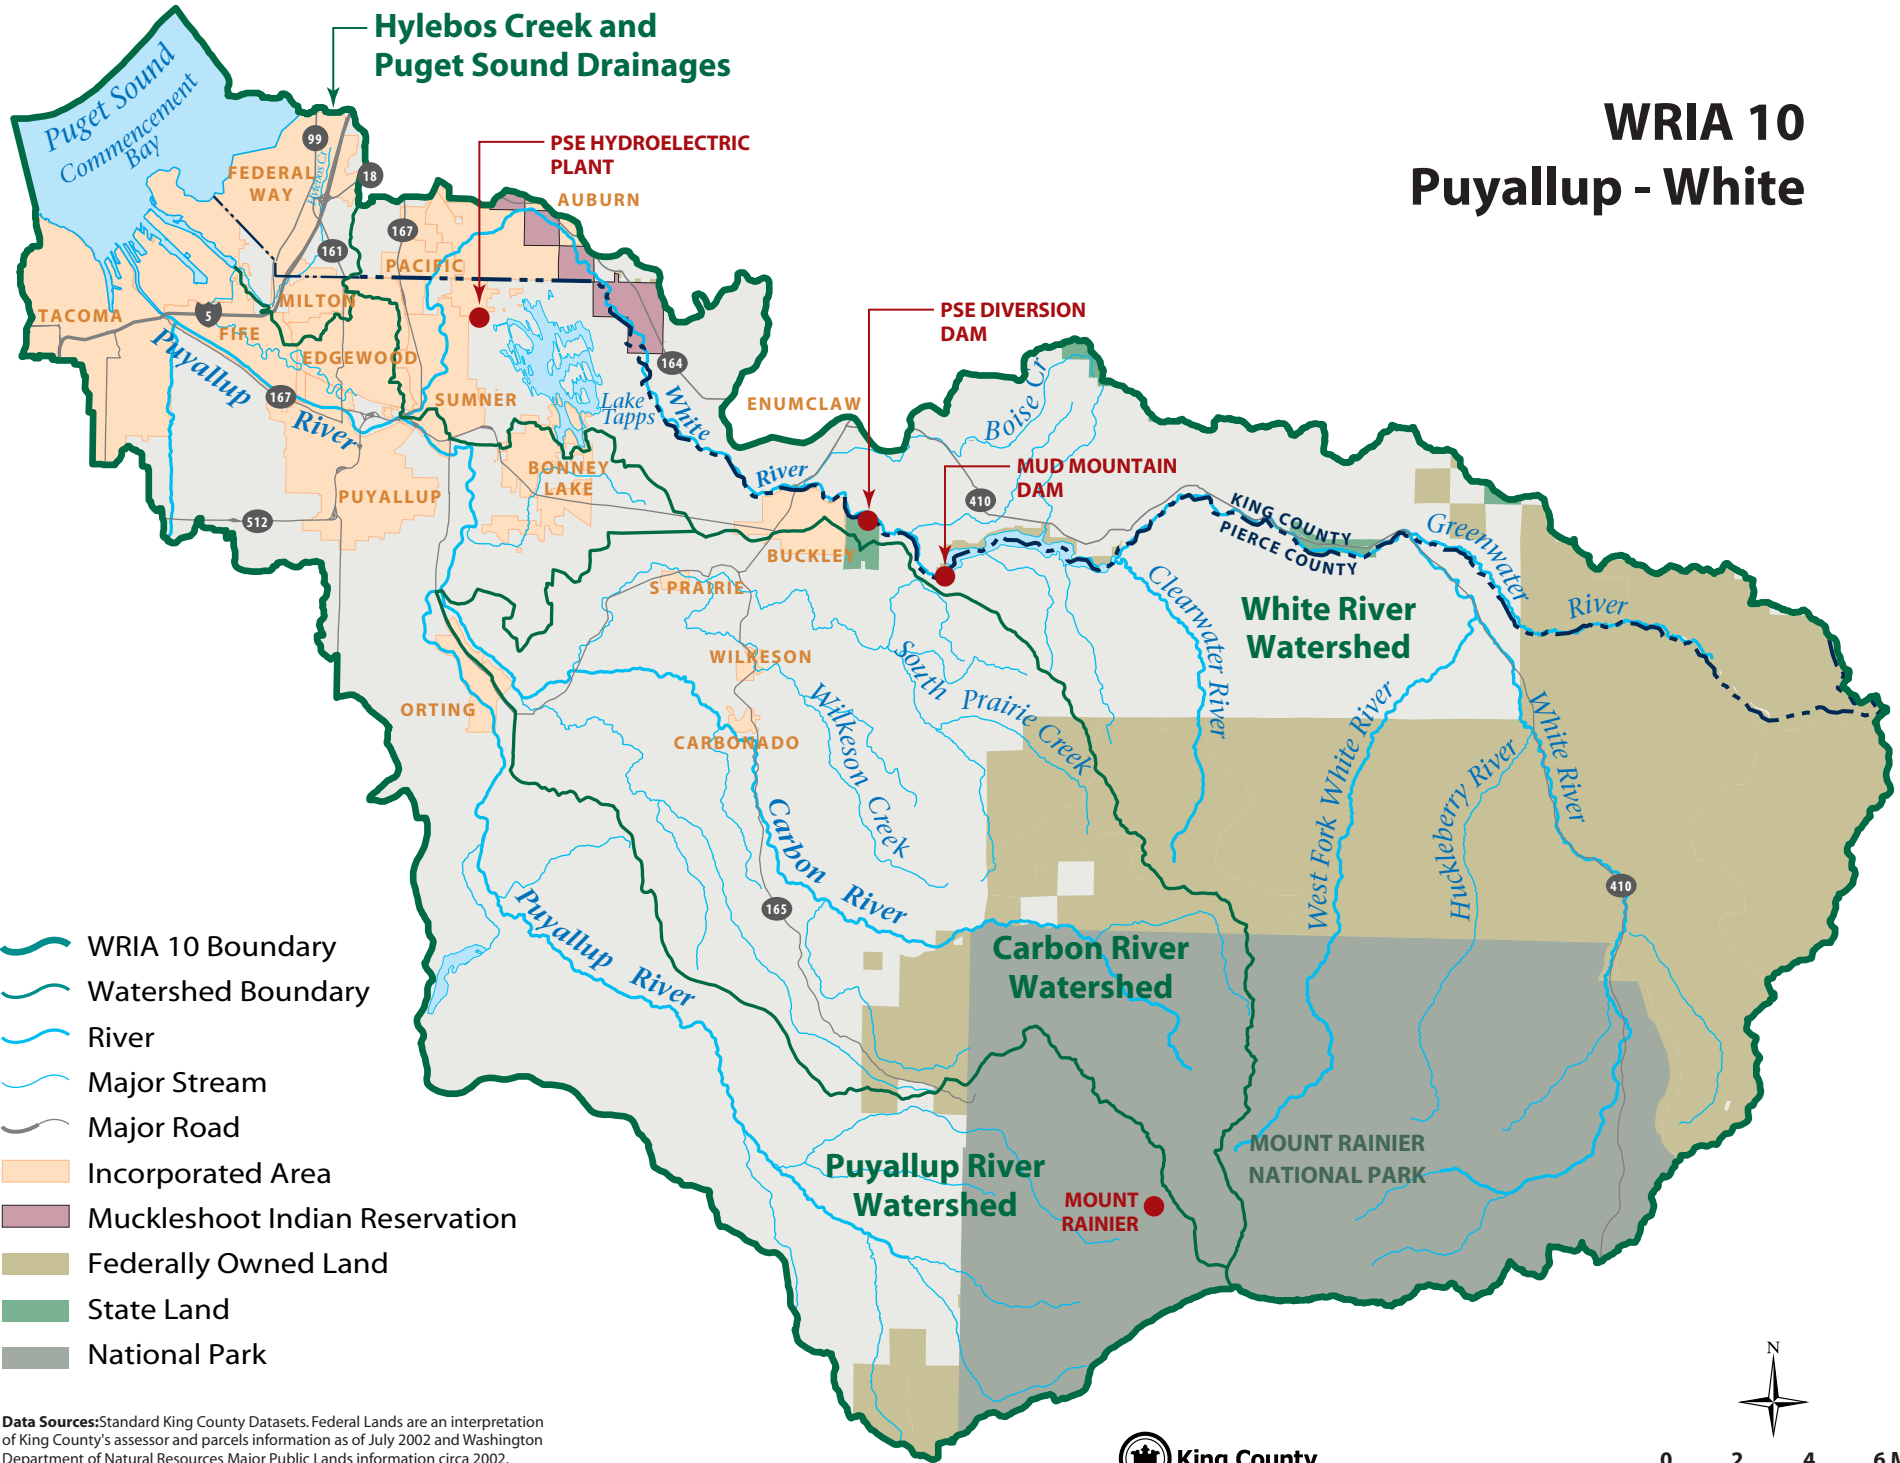 Hylebos Creek and
Puget Sound Drainages
WRIA 10
Puyallup - White
Puget Sound
Commencement
Bay
99
FEDERAL
WAY
Hylebos Cr
18
PSE HYDROELECTRIC
PLANT
AUBURN
167
161
PACIFIC
MILTON
TACOMA
5
FIFE
EDGEWOOD
Puyallup
River
167
SUMNER
Lake
Tapps
164
White
River
ENUMCLAW
PSE DIVERSION
DAM
Boise Cr
MUD MOUNTAIN
DAM
410
BONNEY
LAKE
PUYALLUP
512
BUCKLEY
KING COUNTY
PIERCE COUNTY
Greenwater
River
S PRAIRIE
Clearwater River
White River
Watershed
WILKESON
South Prairie Creek
Wilkeson Creek
ORTING
CARBONADO
West Fork White River
Huckleberry River
White River
Carbon River
165
410
Puyallup River
Carbon River
Watershed
WRIA 10 Boundary
Watershed Boundary
River
Major Stream
Major Road
Incorporated Area
Muckleshoot Indian Reservation
Federally Owned Land
State Land
National Park
Puyallup River
Watershed
MOUNT
RAINIER
MOUNT RAINIER
NATIONAL PARK
N
Data Sources:Standard King County Datasets. Federal Lands are an interpretation
of King County's assessor and parcels information as of July 2002 and Washington
Department of Natural Resources Major Public Lands information circa 2002.
King County
0 2 4 6 M